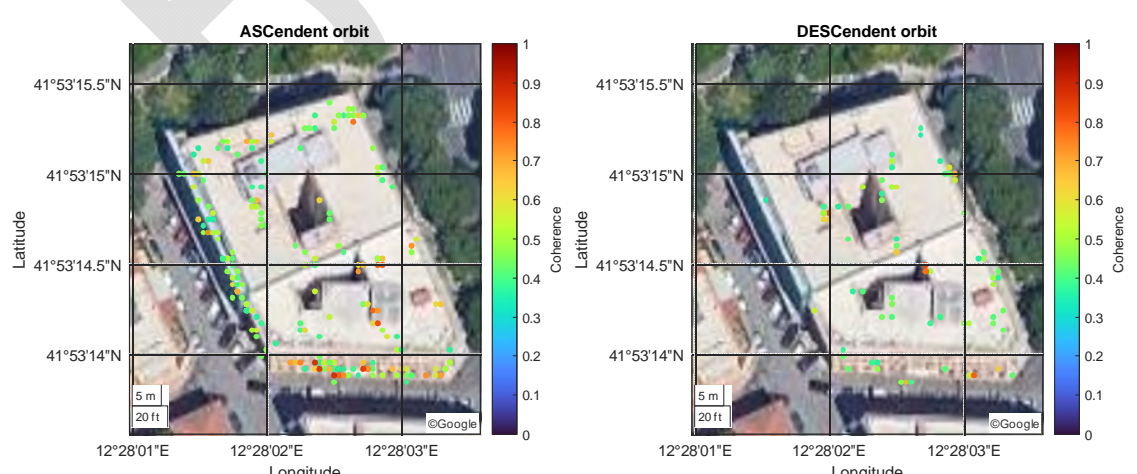 ASCendent orbit
41°53'15.5"N
41°53'15"N
41°53'14.5"N
41°53'14"N
Latitude
5 m
20 ft
©Google
12°28'01"E
12°28'02"E
12°28'03"E
Longitude
1
0.9
0.8
0.7
0.6
0.5
0.4
0.3
0.2
0.1
0
Coherence
DESCendent orbit
41°53'15.5"N
41°53'15"N
41°53'14.5"N
41°53'14"N
Latitude
5 m
20 ft
©Google
12°28'01"E
12°28'02"E
12°28'03"E
Longitude
1
0.9
0.8
0.7
0.6
0.5
0.4
0.3
0.2
0.1
0
Coherence